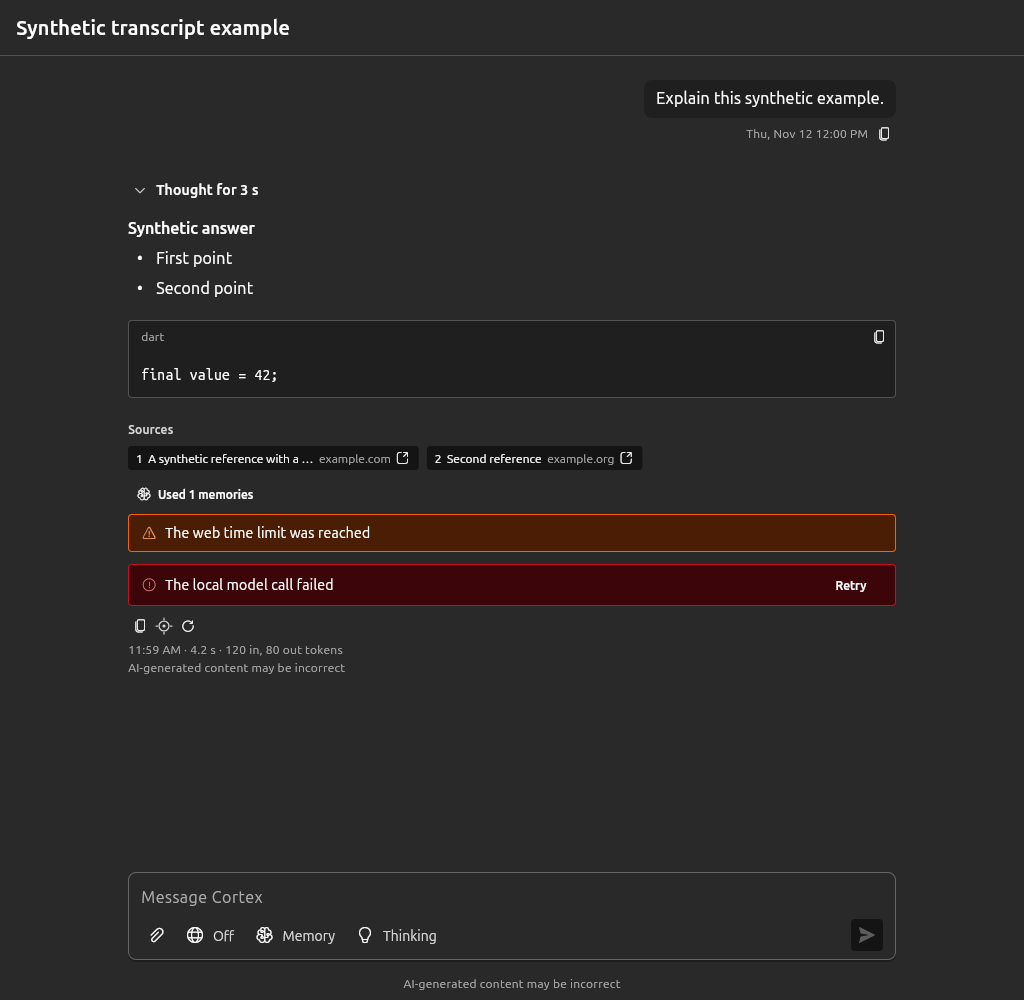 Synthetic transcript example
Explain this synthetic example.
Thu, Nov 12 12:00 PM
Thought for 3 s
Synthetic answer
• First point
• Second point
dart
final value = 42;
Sources
1 A synthetic reference with a … example.com 2 Second reference example.org
Used 1 memories
The web time limit was reached
The local model call failed Retry
11:59 AM · 4.2 s · 120 in, 80 out tokens
AI-generated content may be incorrect
Message Cortex
Off Memory Thinking
AI-generated content may be incorrect